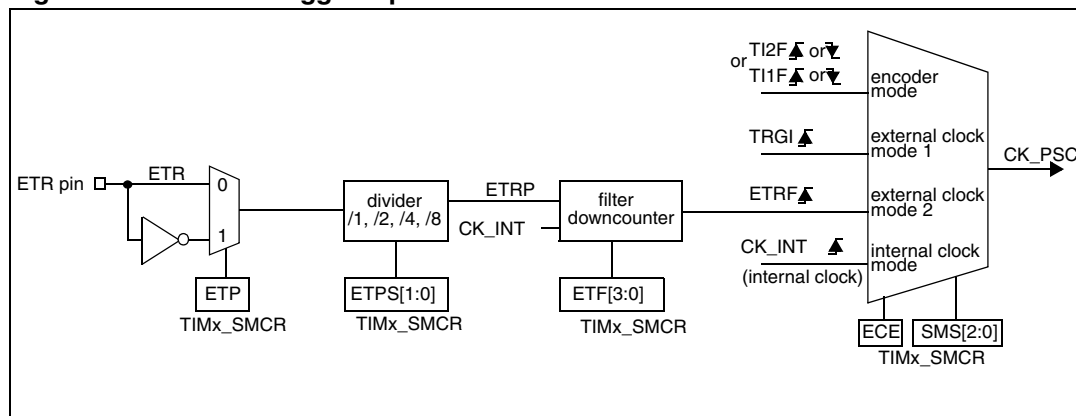 TI2F or
or TI1F or
encoder
mode
TRGI
external clock
mode 1
CK_PSC
ETR pin
ETR
0
1
divider
/1, /2, /4, /8
ETRP
CK_INT
filter
downcounter
ETRF
external clock
mode 2
CK_INT
(internal clock)
internal clock
mode
ETP
TIMx_SMCR
ETPS[1:0]
TIMx_SMCR
ETF[3:0]
TIMx_SMCR
ECE
SMS[2:0]
TIMx_SMCR